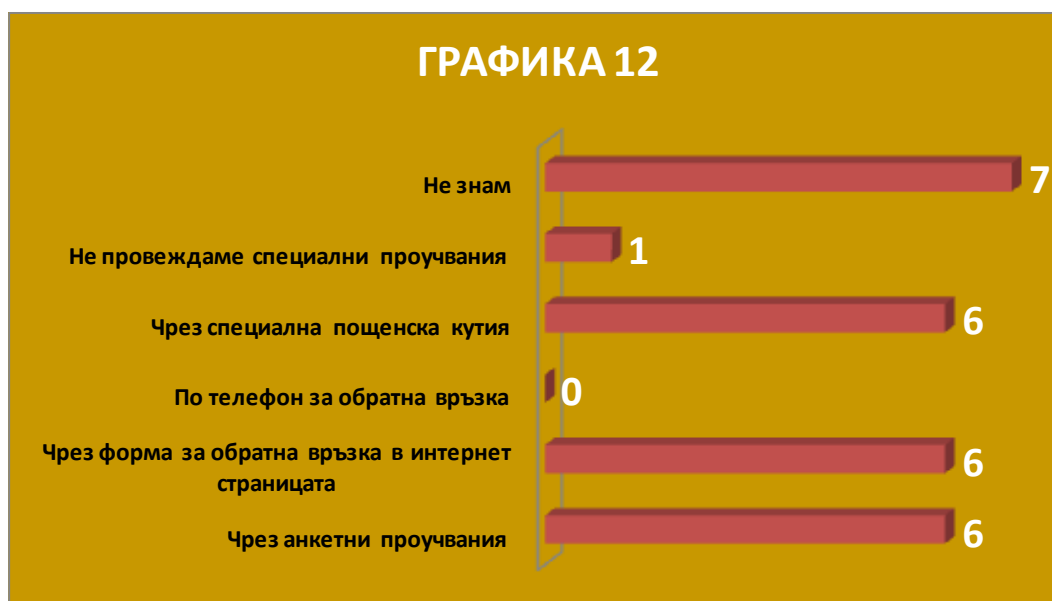 ГРАФИКА 12
Не знам
7
Не провеждаме специални проучвания
1
Чрез специална пощенска кутия
6
По телефон за обратна връзка
0
Чрез форма за обратна връзка в интернет
страницата
6
Чрез анкетни проучвания
6